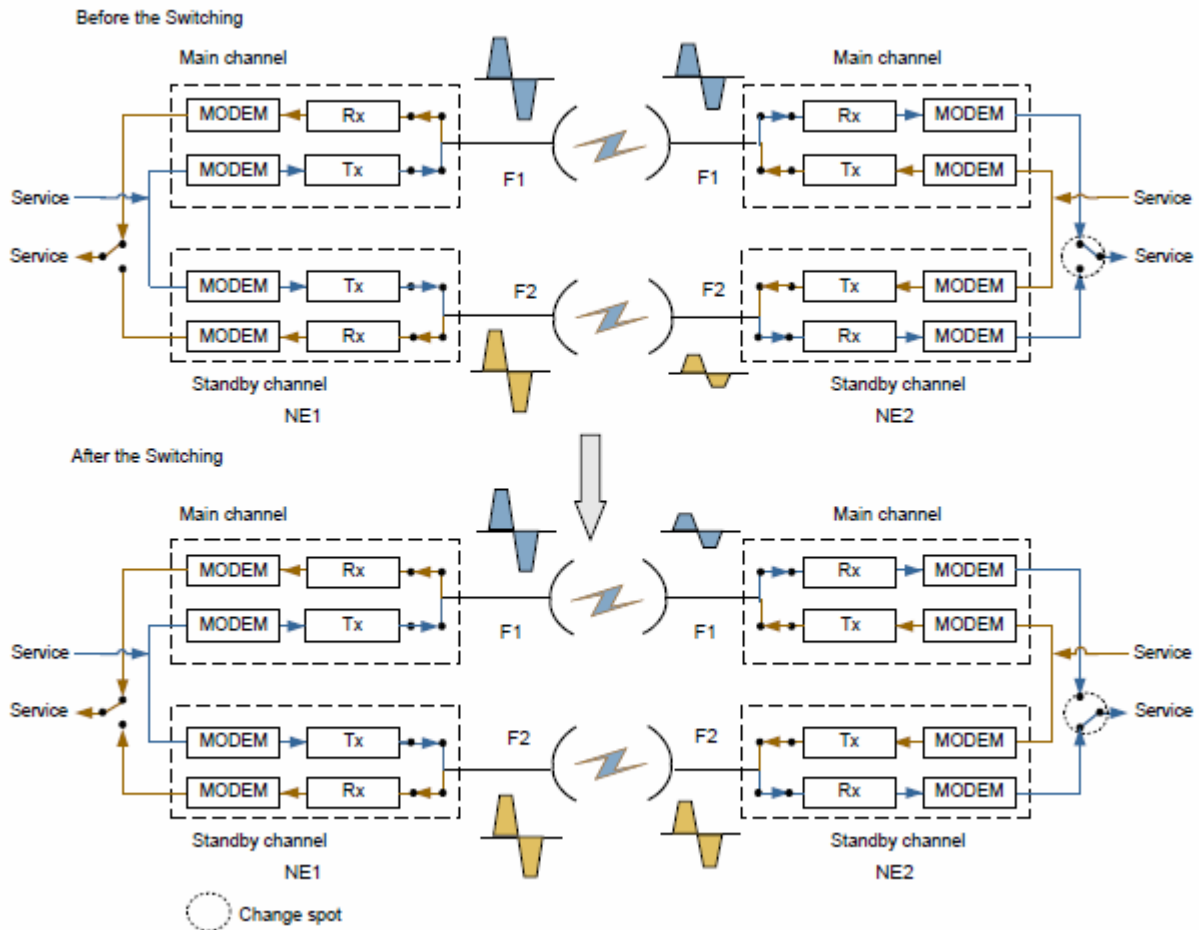 Before the Switching
Main channel
Main channel
MODEM
Rx
Rx
MODEM
MODEM
Tx
F1
F1
Tx
MODEM
Service
Service
Service
Service
MODEM
Tx
F2
F2
Tx
MODEM
MODEM
Rx
Rx
MODEM
Standby channel
Standby channel
NE1
NE2
After the Switching
Main channel
Main channel
MODEM
Rx
Rx
MODEM
MODEM
Tx
F1
F1
Tx
MODEM
Service
Service
Service
Service
MODEM
Tx
F2
F2
Tx
MODEM
MODEM
Rx
Rx
MODEM
Standby channel
Standby channel
NE1
NE2
Change spot